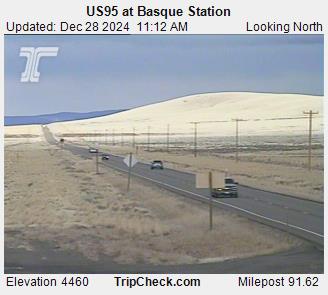 US95 at Basque Station
Updated: Dec 28 2024 11:12 AM Looking North
Elevation 4460 TripCheck.com Milepost 91.62